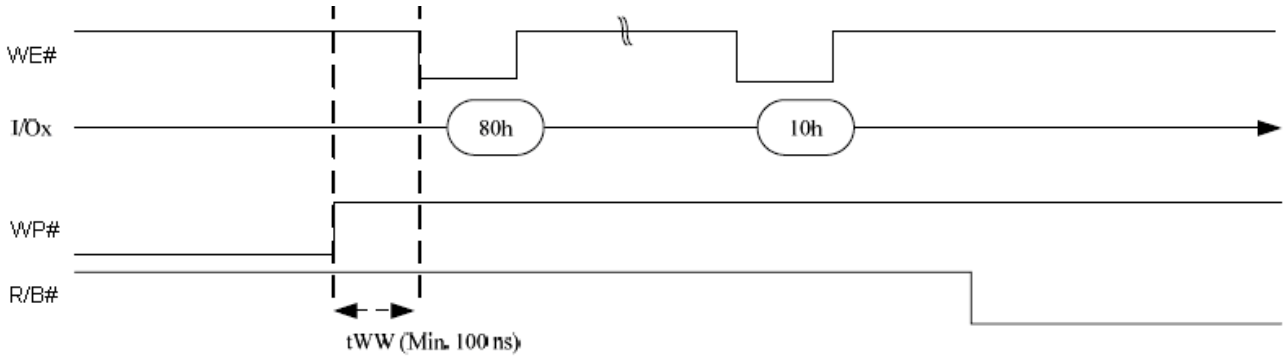 WE#
I/Ox
80h
10h
WP#
R/B#
tWW (Min. 100 ns)